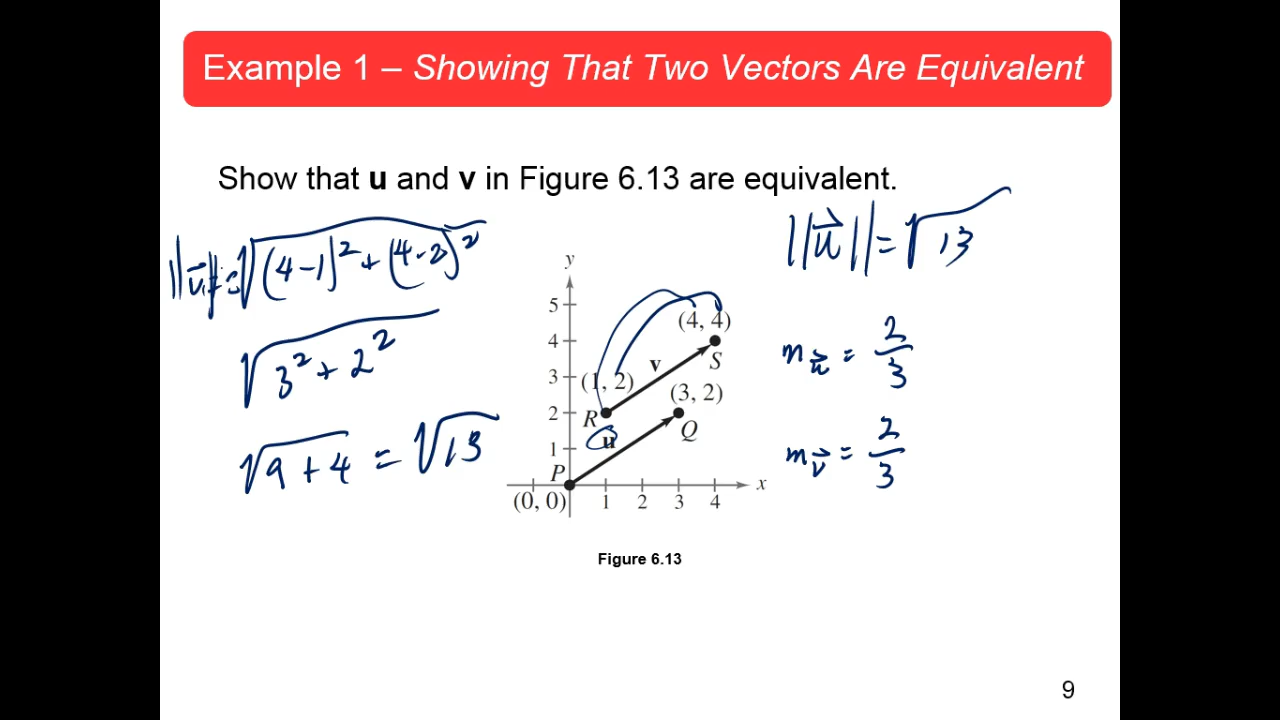 Example 1 – Showing That Two Vectors Are Equivalent
Show that u and v in Figure 6.13 are equivalent.
||v⃗|| = √(4-1)² + (4-2)²
√3² + 2²
√9 + 4 = √13
||u⃗|| = √13
m u⃗ = 2/3
m v⃗ = 2/3
y
5
4
3
2
1
(4, 4)
S
v
(1, 2)
R
(3, 2)
Q
u
P
(0, 0)
1 2 3 4
x
Figure 6.13
9